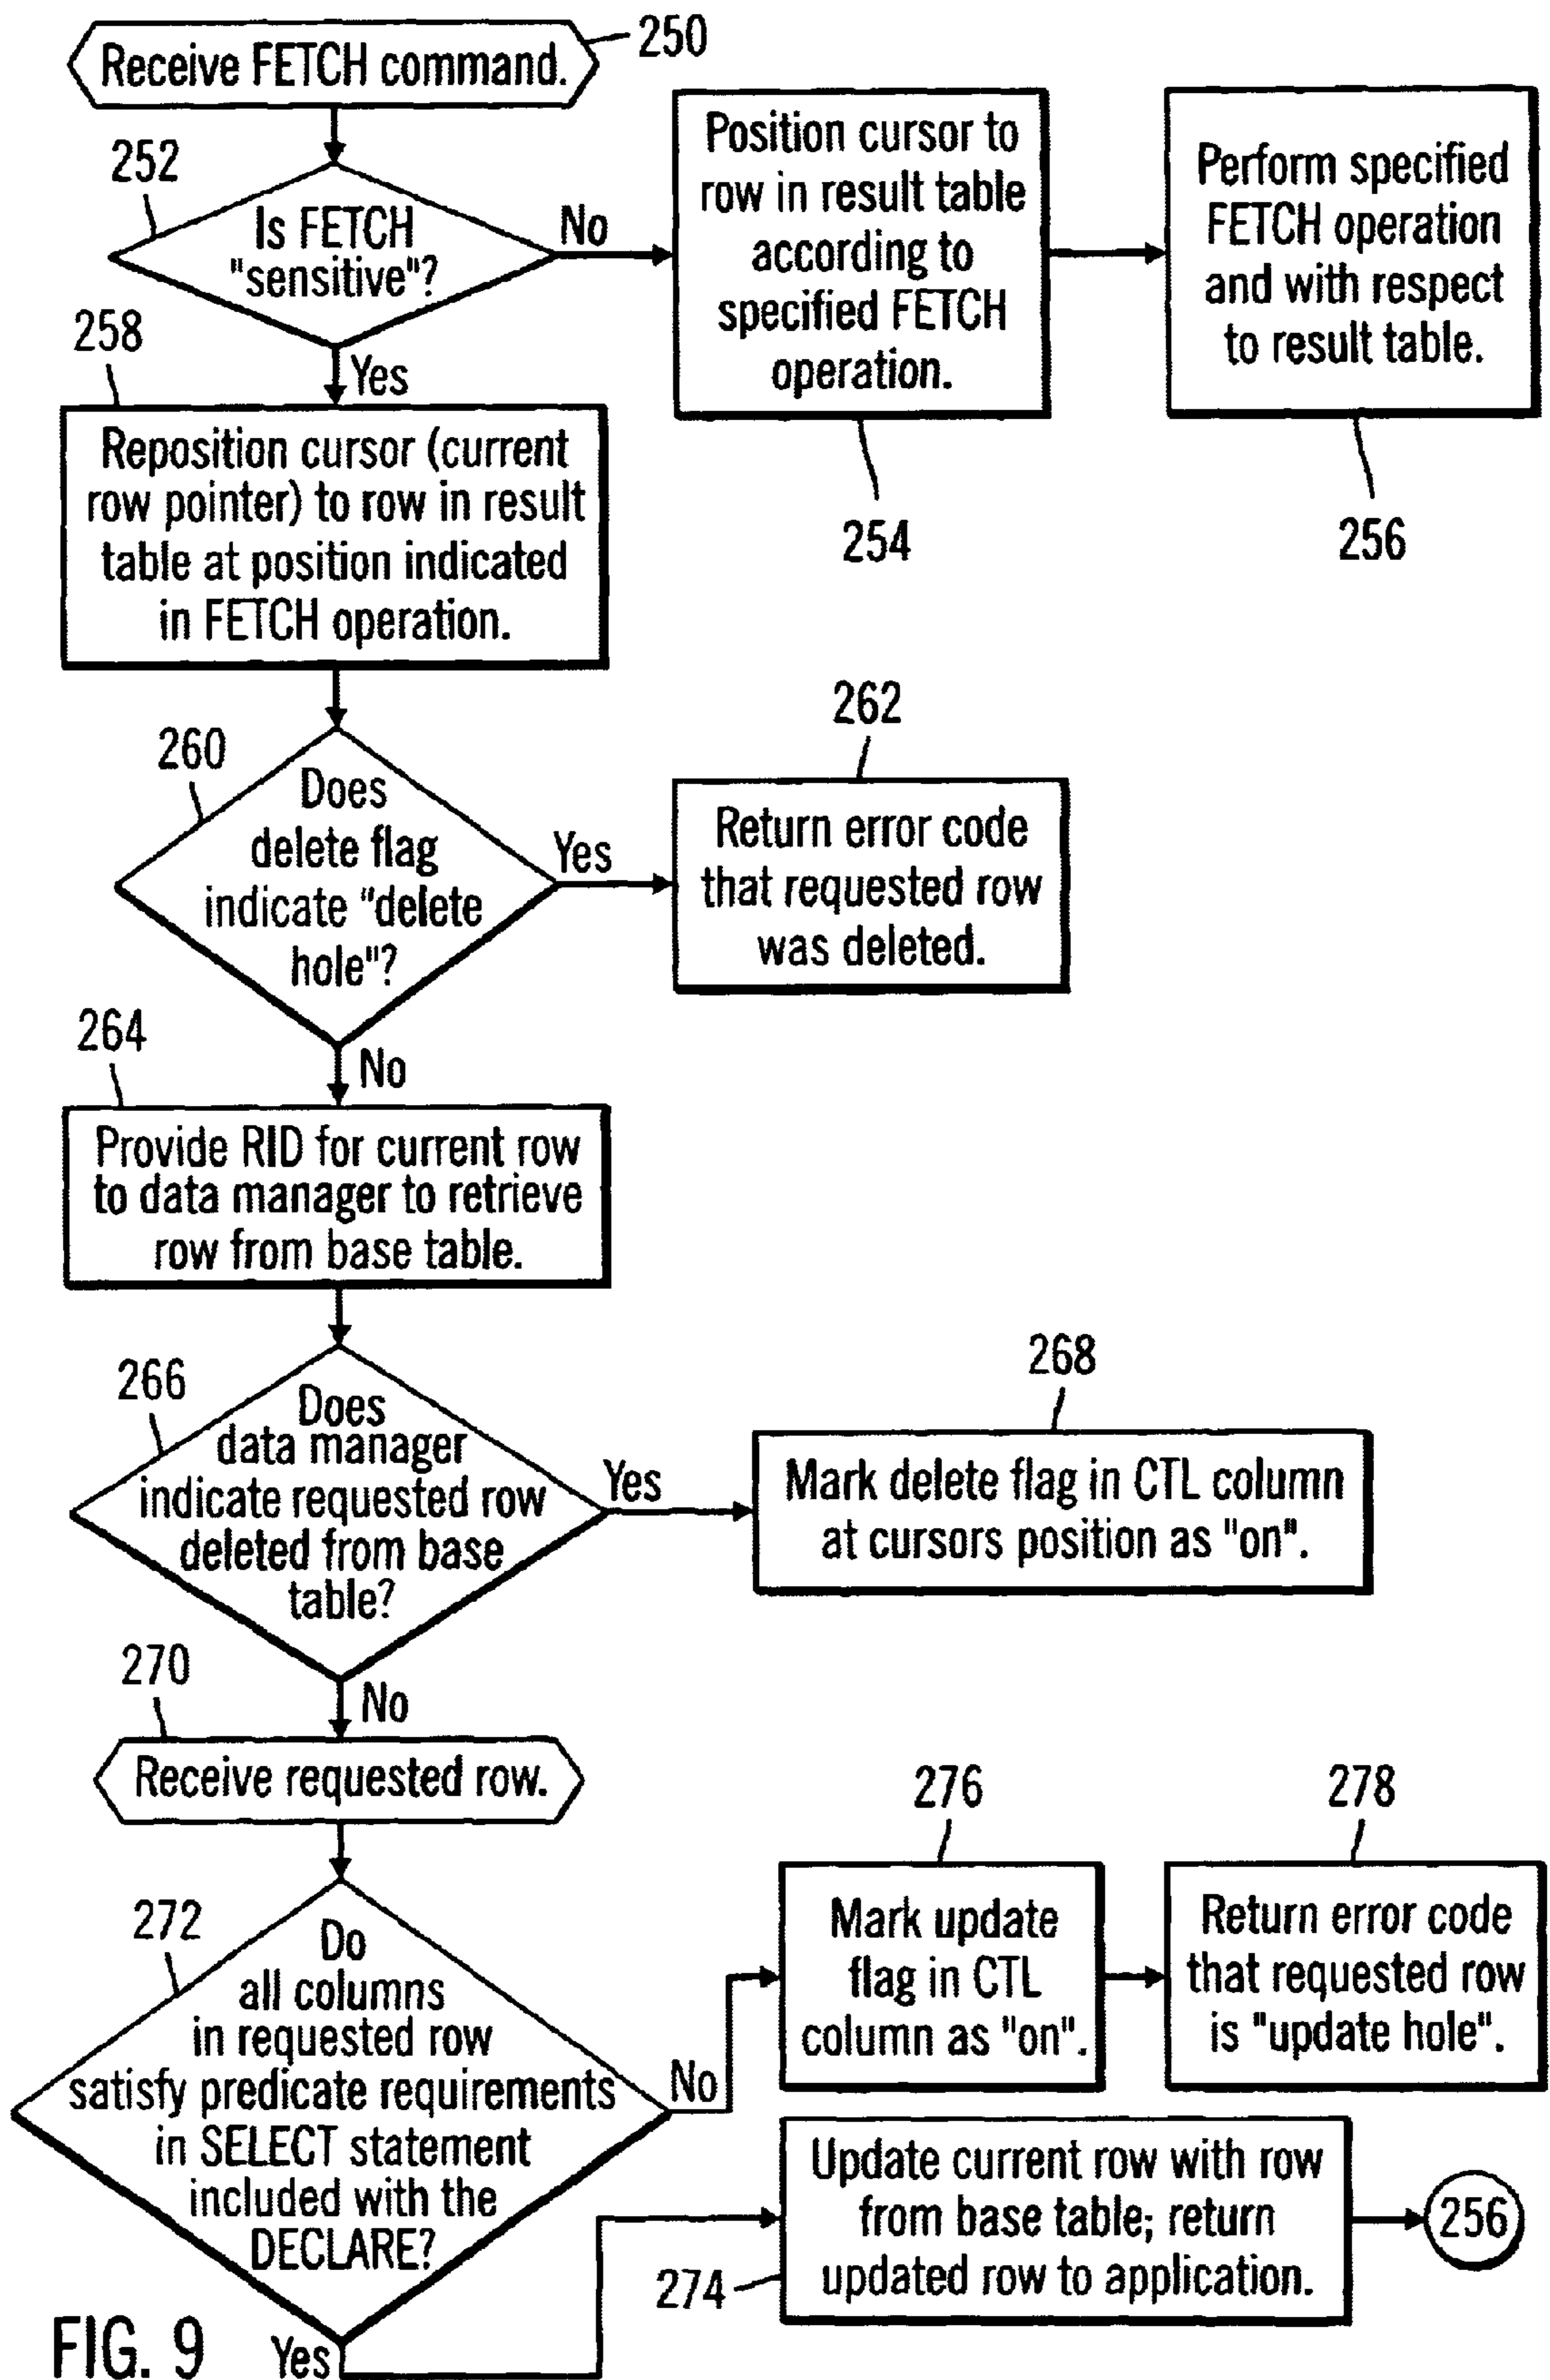 250
Receive FETCH command.
252
Is FETCH
"sensitive"?
No
Position cursor to
row in result table
according to
specified FETCH
operation.
254
Perform specified
FETCH operation
and with respect
to result table.
256
Yes
258
Reposition cursor (current
row pointer) to row in result
table at position indicated
in FETCH operation.
260
Does
delete flag
indicate "delete
hole"?
Yes
262
Return error code
that requested row
was deleted.
No
264
Provide RID for current row
to data manager to retrieve
row from base table.
266
Does
data manager
indicate requested row
deleted from base
table?
Yes
268
Mark delete flag in CTL column
at cursors position as "on".
No
270
Receive requested row.
272
Do
all columns
in requested row
satisfy predicate requirements
in SELECT statement
included with the
DECLARE?
No
276
Mark update
flag in CTL
column as "on".
278
Return error code
that requested row
is "update hole".
Yes
Update current row with row
from base table; return
updated row to application.
274
256
FIG. 9